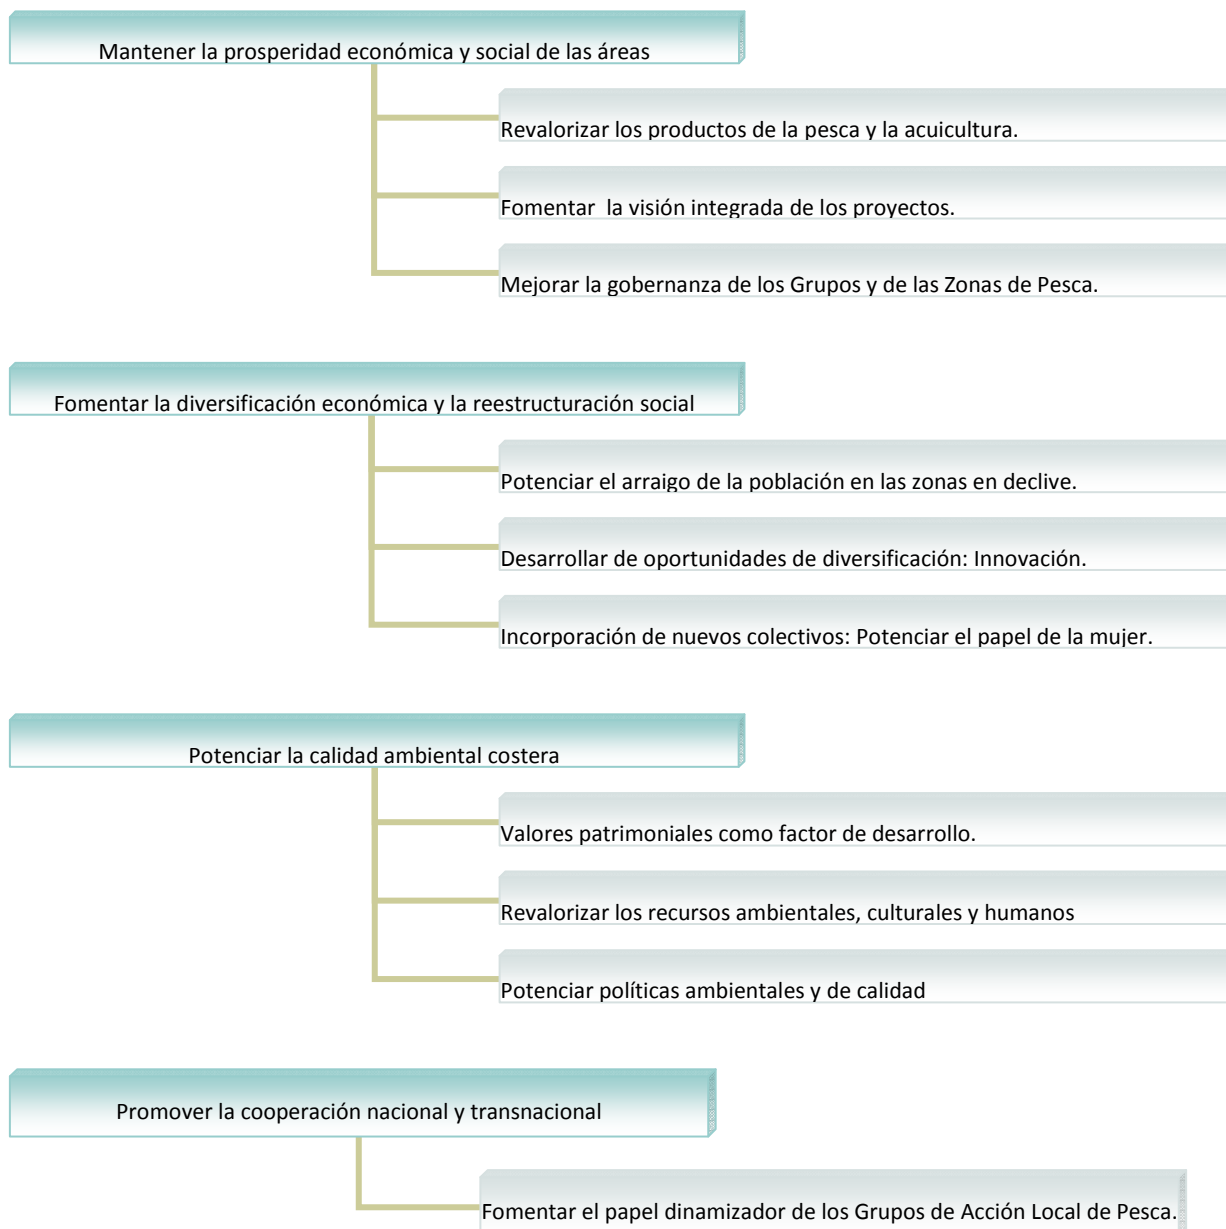 Mantener la prosperidad económica y social de las áreas
Revalorizar los productos de la pesca y la acuicultura.
Fomentar la visión integrada de los proyectos.
Mejorar la gobernanza de los Grupos y de las Zonas de Pesca.
Fomentar la diversificación económica y la reestructuración social
Potenciar el arraigo de la población en las zonas en declive.
Desarrollar de oportunidades de diversificación: Innovación.
Incorporación de nuevos colectivos: Potenciar el papel de la mujer.
Potenciar la calidad ambiental costera
Valores patrimoniales como factor de desarrollo.
Revalorizar los recursos ambientales, culturales y humanos
Potenciar políticas ambientales y de calidad
Promover la cooperación nacional y transnacional
Fomentar el papel dinamizador de los Grupos de Acción Local de Pesca.